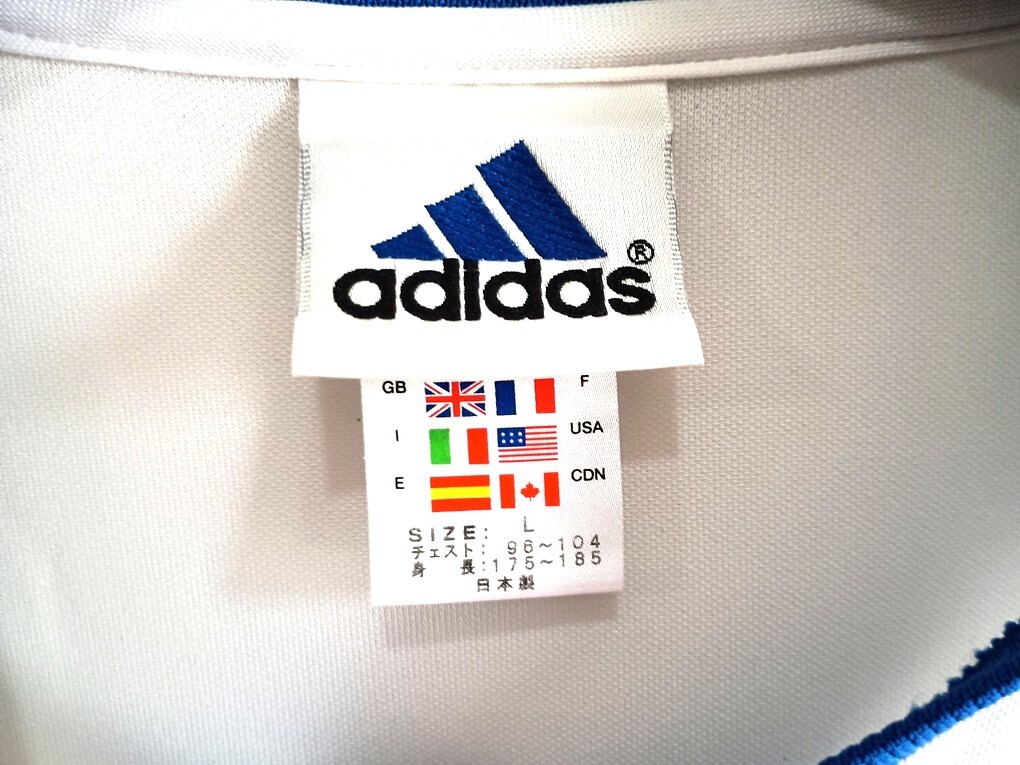 adidas®
GB F
I USA
E CDN
SIZE: L
チェスト: 96～104
身 長:175～185
日本製